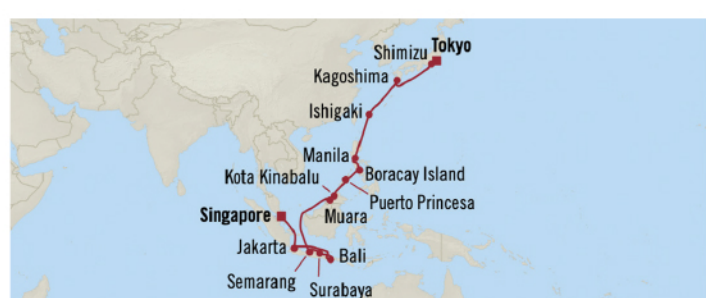 Tokyo
Shimizu
Kagoshima
Ishigaki
Manila
Boracay Island
Kota Kinabalu
Puerto Princesa
Singapore
Muara
Jakarta
Bali
Semarang
Surabaya